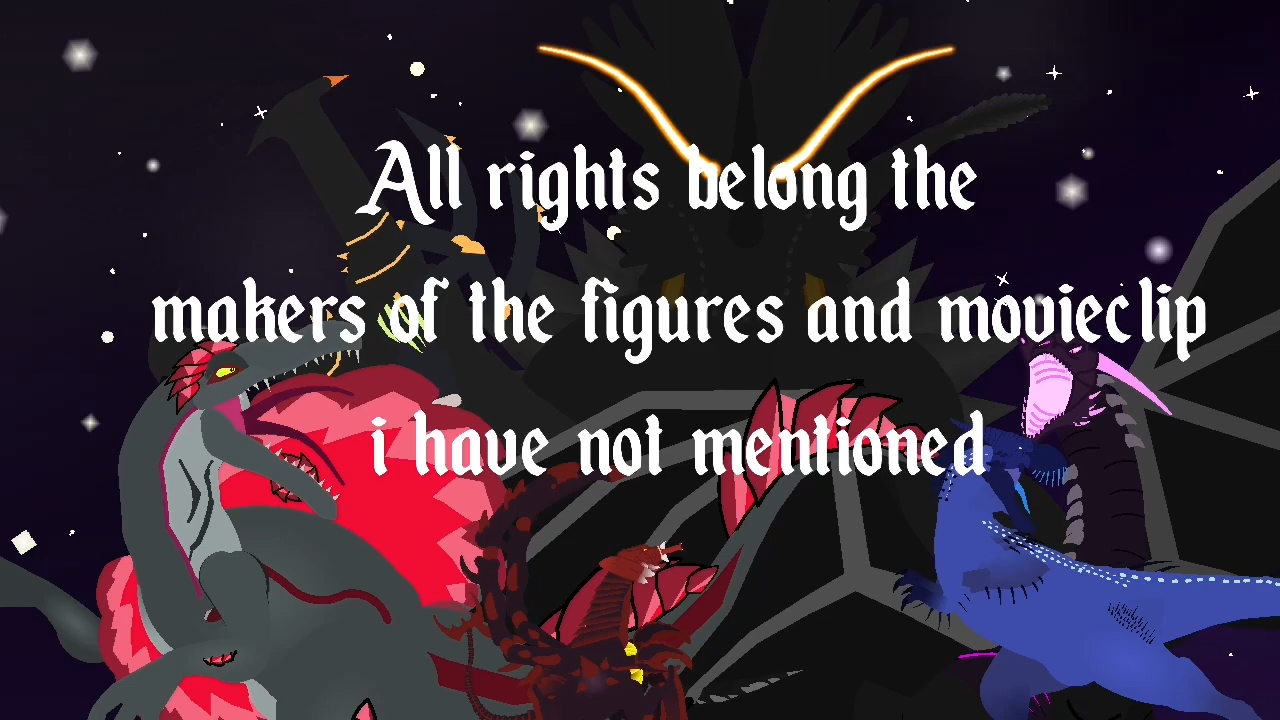 All rights belong the
makers of the figures and movieclip
i have not mentioned